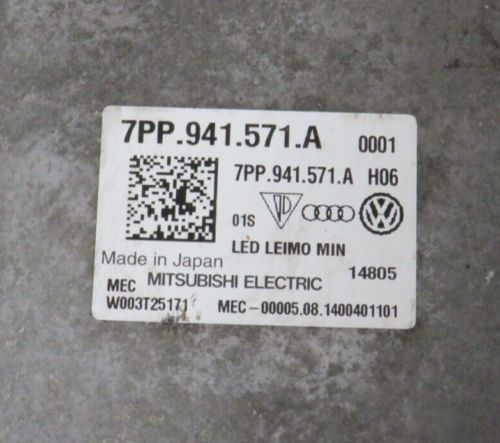 7PP.941.571.A 0001
7PP.941.571.A H06
01S
LED LEIMO MIN
Made in Japan 14805
MEC MITSUBISHI ELECTRIC
W003T25171 MEC-00005.08.1400401101